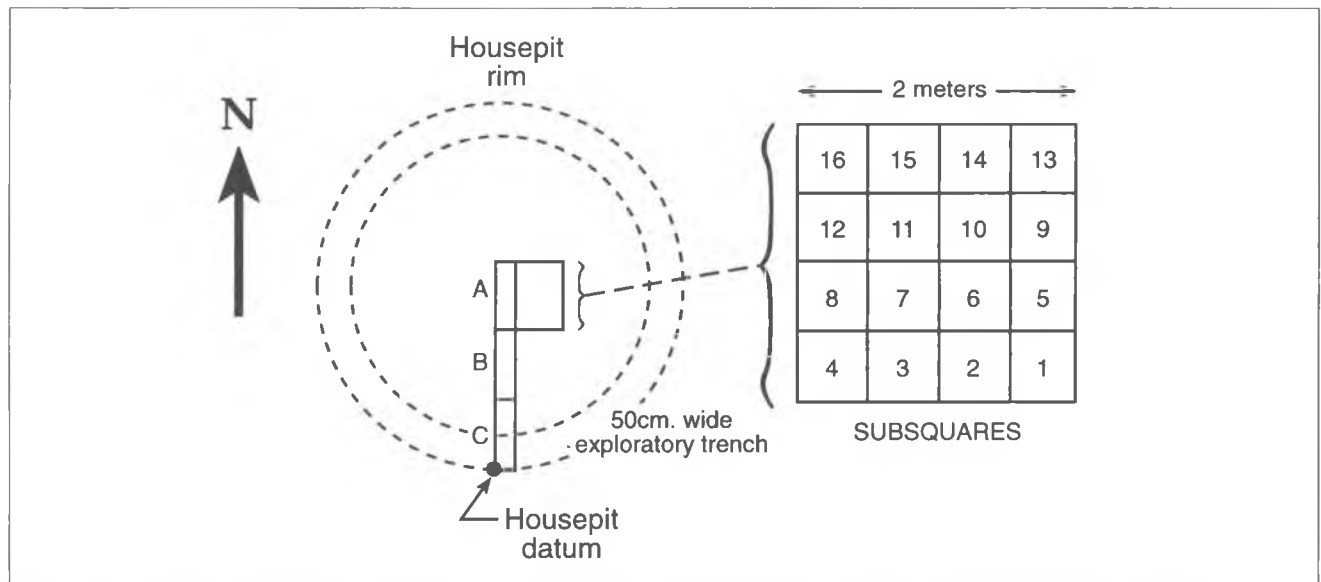 Housepit
rim
N
2 meters
16 15 14 13
12 11 10 9
8 7 6 5
4 3 2 1
SUBSQUARES
A
B
C
50cm. wide
exploratory trench
Housepit
datum